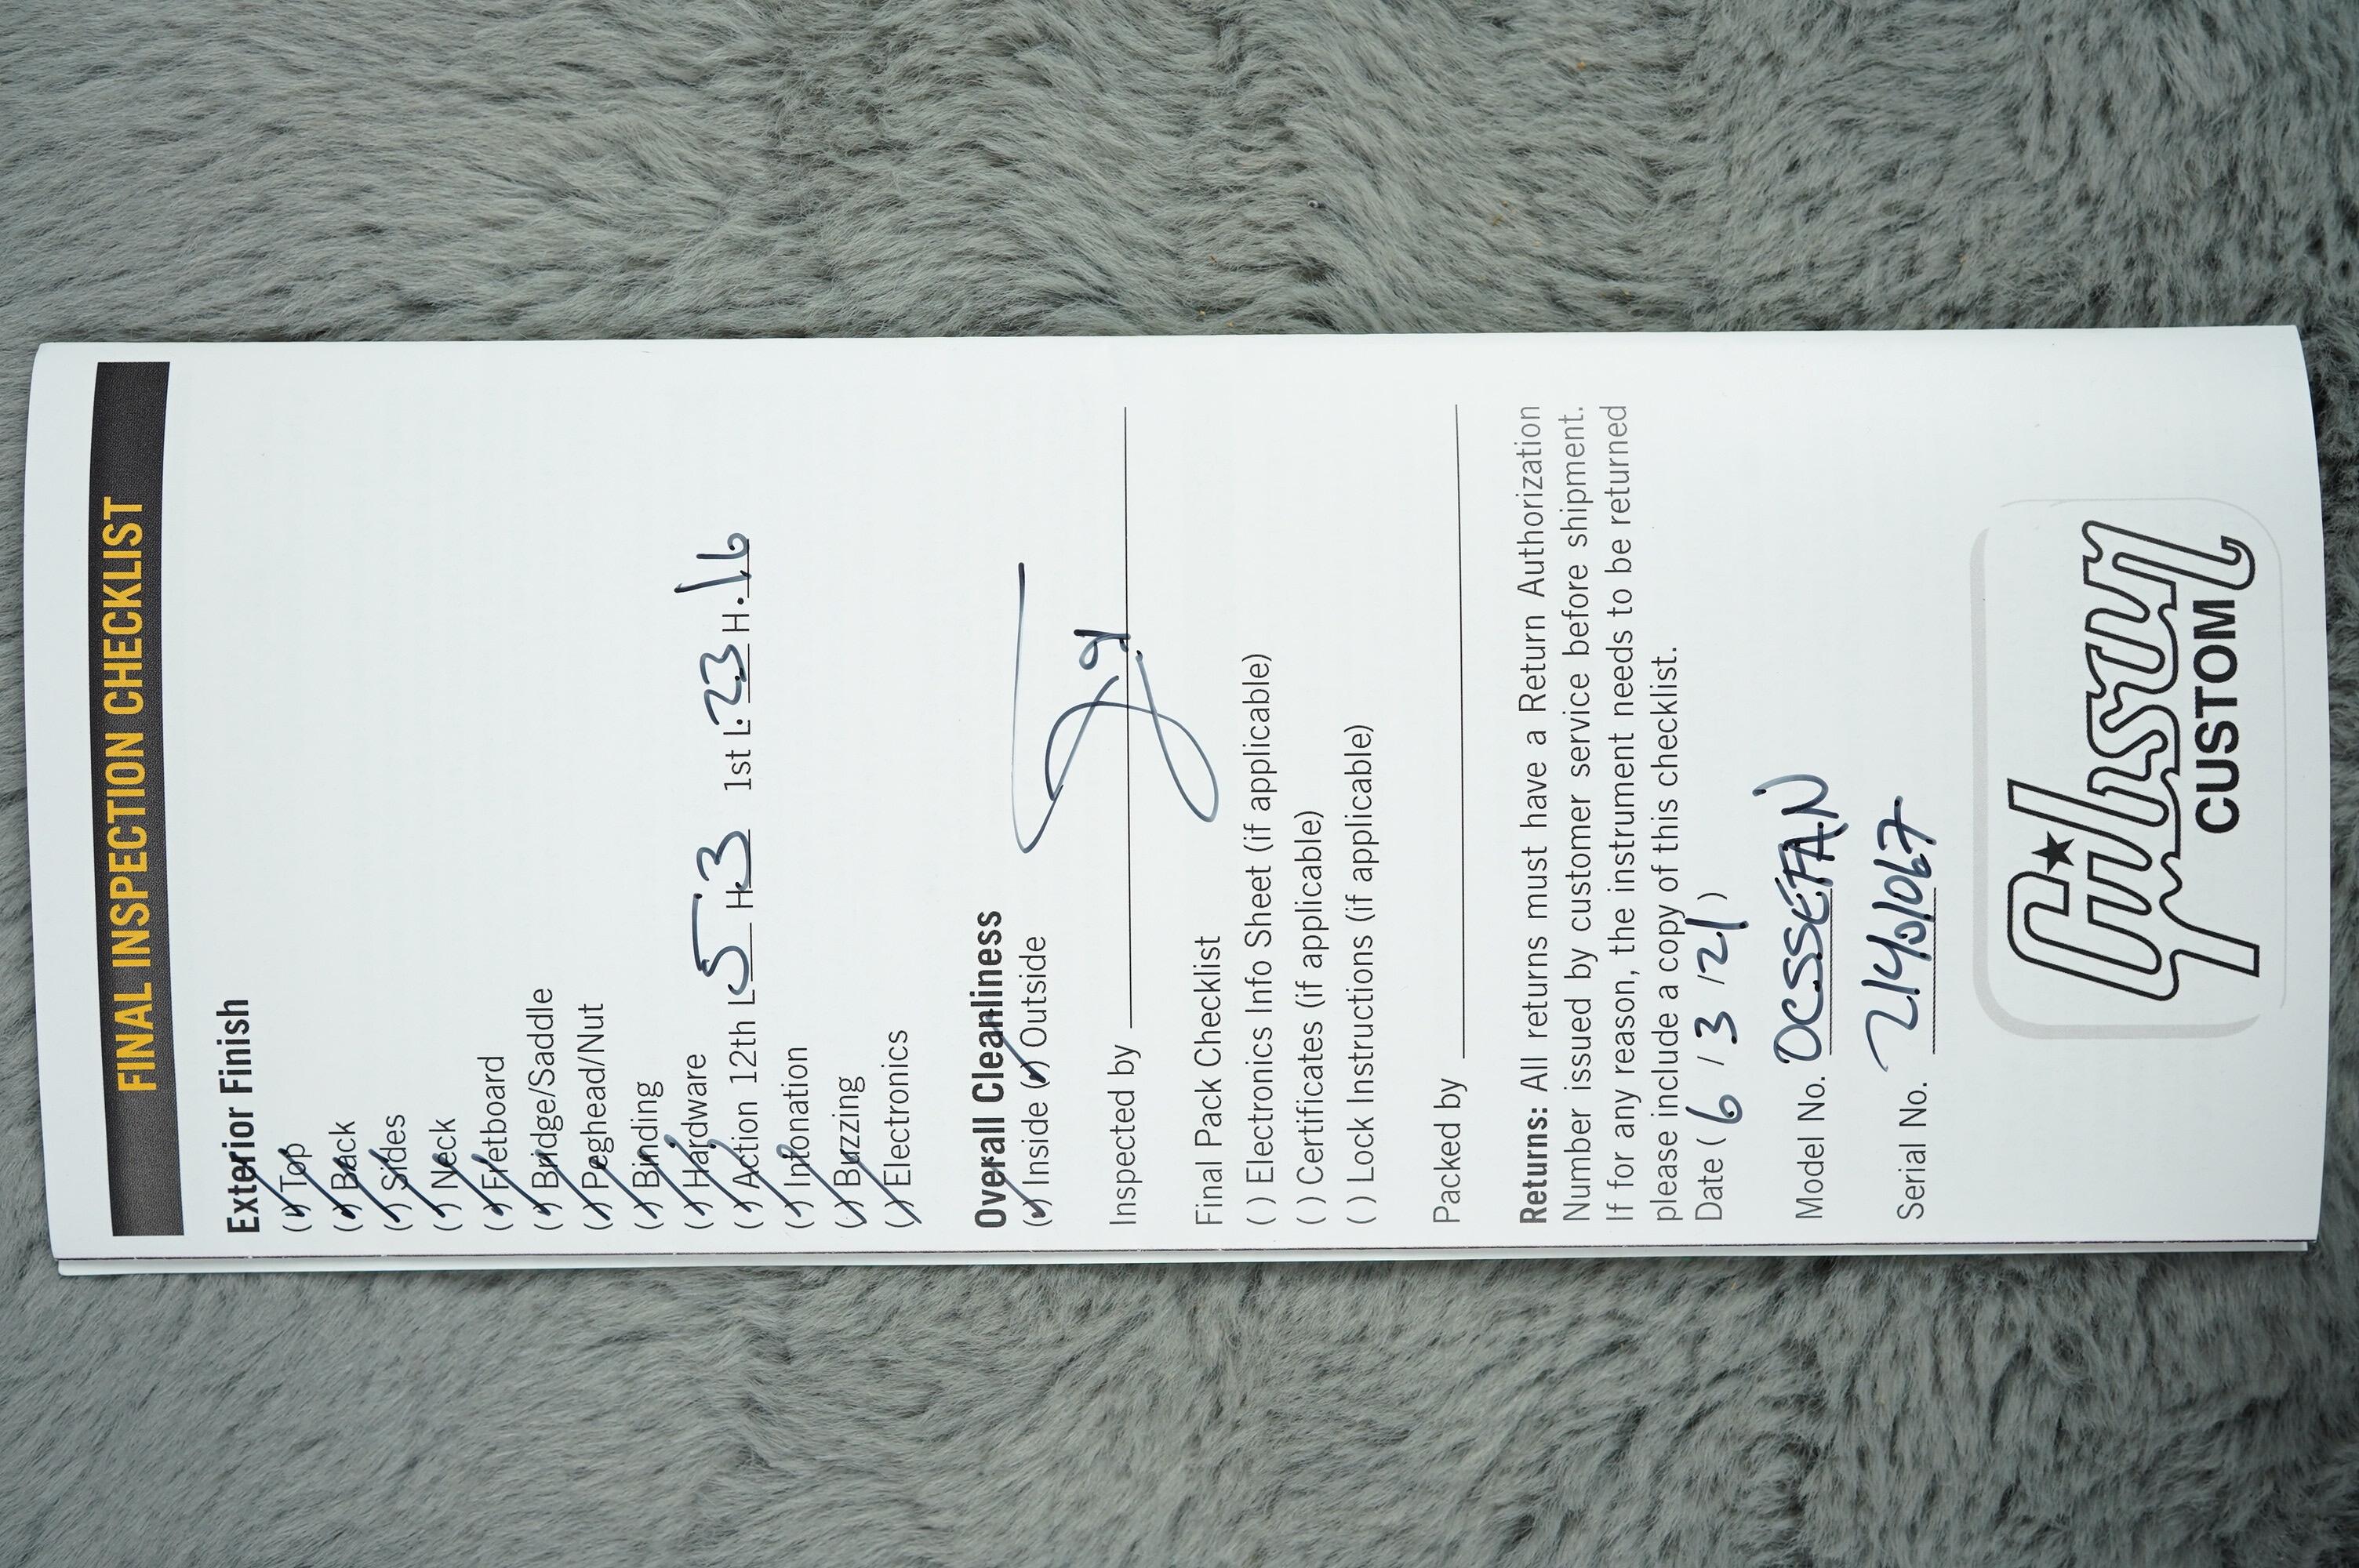 FINAL INSPECTION CHECKLIST
Exterior Finish
(✓) Top
(✓) Back
(✓) Sides
(✓) Neck
(✓) Fretboard
(✓) Bridge/Saddle
(✓) Peghead/Nut
(✓) Binding
(✓) Hardware
(✓) Action 12th L 5 H 3 1st L .23 H .16
(✓) Intonation
(✓) Buzzing
(✓) Electronics
Overall Cleanliness
(✓) Inside (✓) Outside
Inspected by
Final Pack Checklist
( ) Electronics Info Sheet (if applicable)
( ) Certificates (if applicable)
( ) Lock Instructions (if applicable)
Packed by
Returns: All returns must have a Return Authorization
Number issued by customer service before shipment.
If for any reason, the instrument needs to be returned
please include a copy of this checklist.
Date ( 6 / 3 / 21 )
Model No.
Serial No.
Gibson
CUSTOM